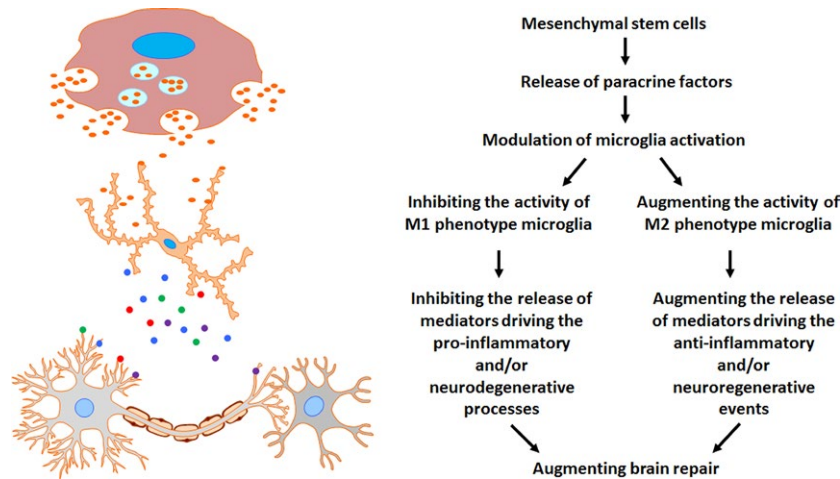 Mesenchymal stem cells
Release of paracrine factors
Modulation of microglia activation
Inhibiting the activity of
M1 phenotype microglia
Augmenting the activity of
M2 phenotype microglia
Inhibiting the release of
mediators driving the
pro-inflammatory
and/or
neurodegenerative
processes
Augmenting the release
of mediators driving the
anti-inflammatory
and/or
neuroregenerative
events
Augmenting brain repair